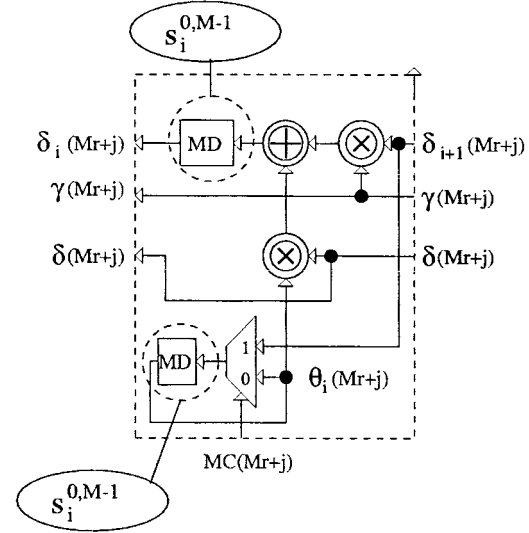 s_i^{0,M-1}
δ_i(Mr+j) MD + × δ_{i+1}(Mr+j)
γ(Mr+j) γ(Mr+j)
δ(Mr+j) × δ(Mr+j)
1
MD
0 θ_i(Mr+j)
MC(Mr+j)
s_i^{0,M-1}